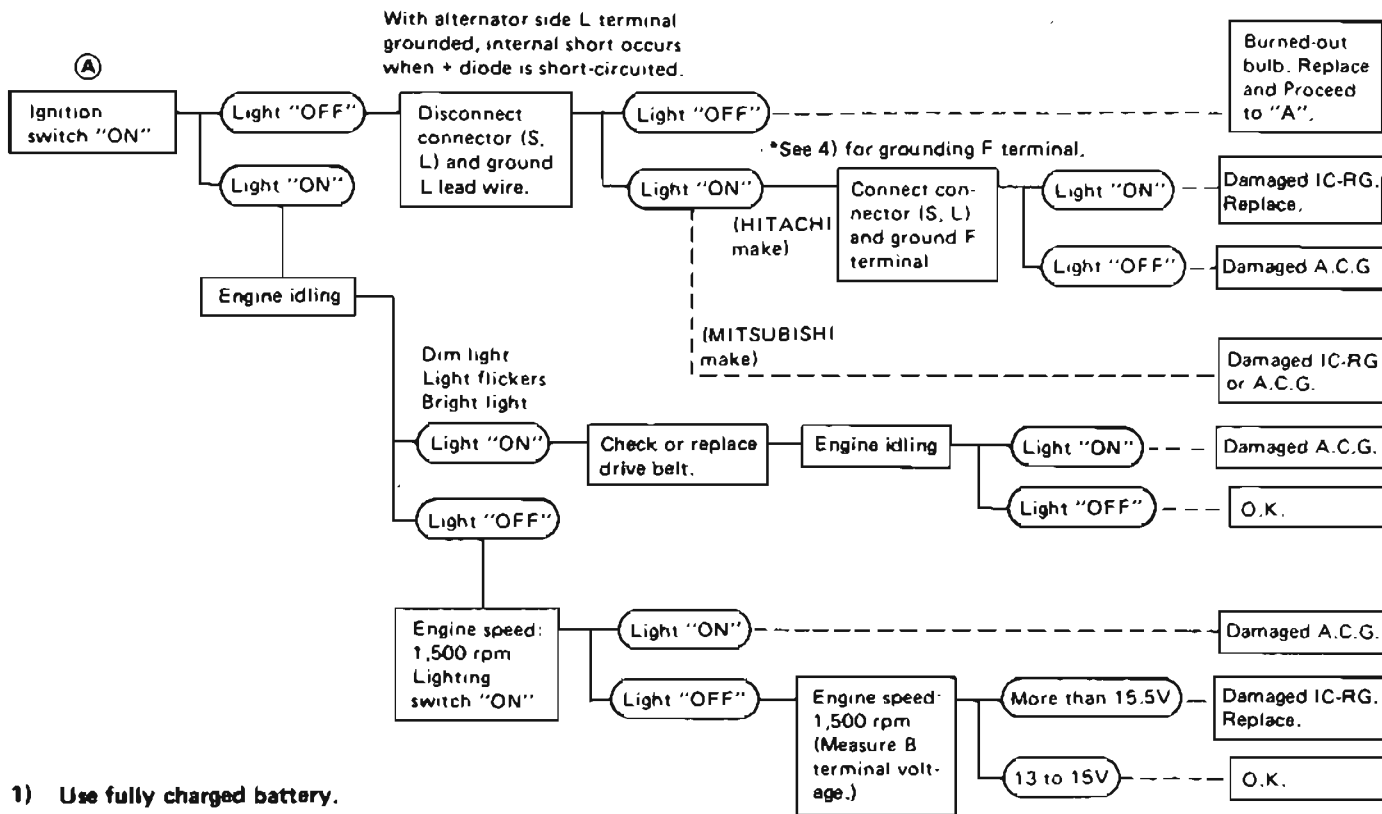 With alternator side L terminal
grounded, internal short occurs
when + diode is short-circuited.
A
Ignition
switch "ON"
Light "OFF"
Disconnect
connector (S,
L) and ground
L lead wire.
Light "OFF"
Burned-out
bulb. Replace
and Proceed
to "A".
Light "ON"
*See 4) for grounding F terminal.
Light "ON"
(HITACHI
make)
Connect con-
nector (S, L)
and ground F
terminal
Light "ON"
Damaged IC-RG.
Replace.
Light "OFF"
Damaged A.C.G
(MITSUBISHI
make)
Damaged IC-RG
or A.C.G.
Engine idling
Dim light
Light flickers
Bright light
Light "ON"
Check or replace
drive belt.
Engine idling
Light "ON"
Damaged A.C.G.
Light "OFF"
O.K.
Light "OFF"
Engine speed:
1,500 rpm
Lighting
switch "ON"
Light "ON"
Damaged A.C.G.
Light "OFF"
Engine speed:
1,500 rpm
(Measure B
terminal volt-
age.)
More than 15.5V
Damaged IC-RG.
Replace.
13 to 15V
O.K.
1) Use fully charged battery.